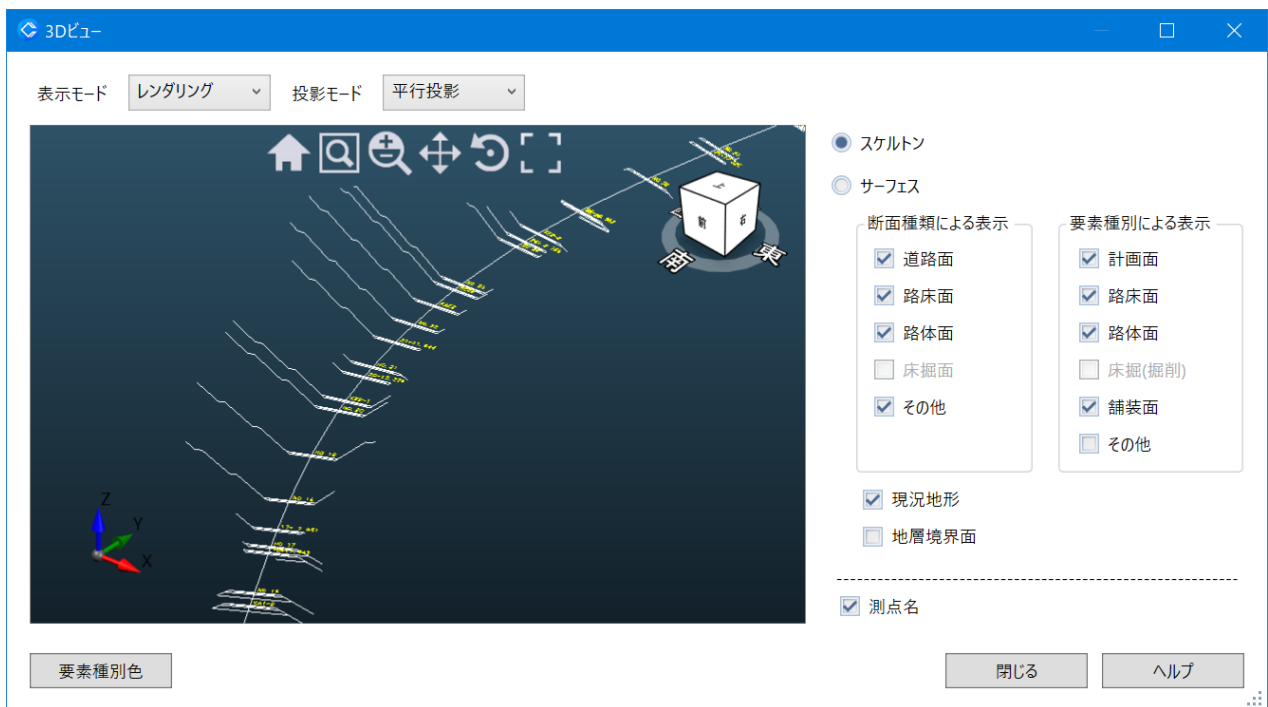 3Dビュー
表示モード レンダリング 投影モード 平行投影
スケルトン
サーフェス
断面種類による表示
道路面
路床面
路体面
床掘面
その他
要素種別による表示
計画面
路床面
路体面
床掘(掘削)
舗装面
その他
現況地形
地層境界面
測点名
上
前
右
南
東
Z
Y
X
要素種別色
閉じる
ヘルプ